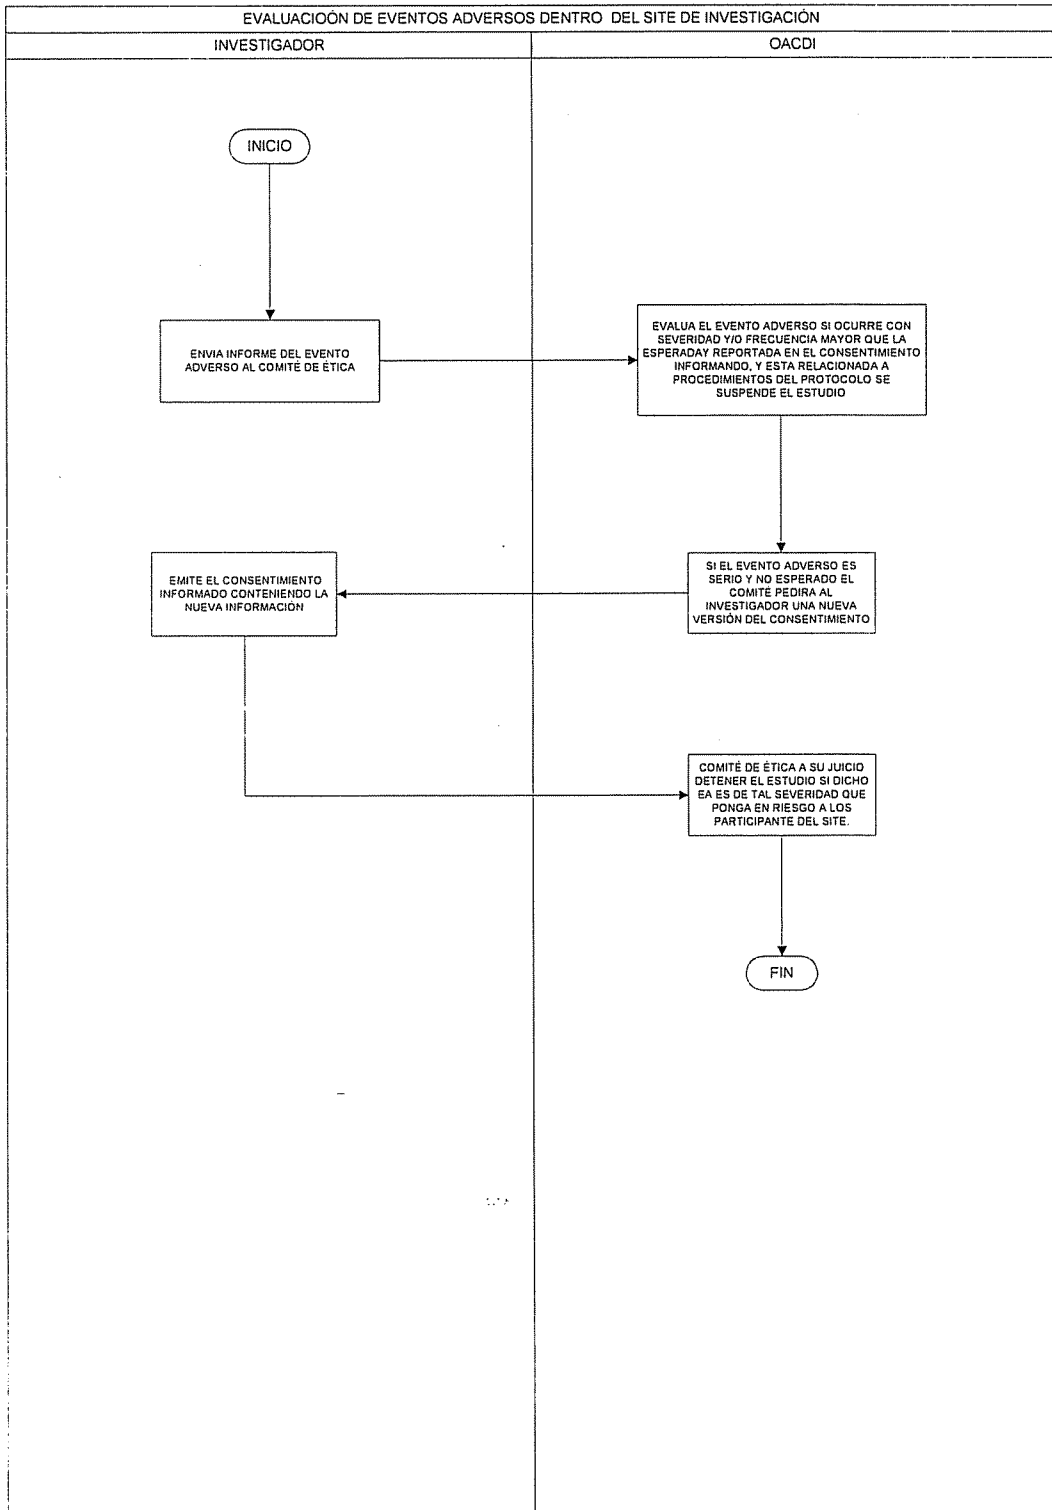 EVALUACIOÓN DE EVENTOS ADVERSOS DENTRO DEL SITE DE INVESTIGACIÓN
INVESTIGADOR
OACDI
INICIO
ENVIA INFORME DEL EVENTO
ADVERSO AL COMITÉ DE ÉTICA
EVALUA EL EVENTO ADVERSO SI OCURRE CON
SEVERIDAD Y/O FRECUENCIA MAYOR QUE LA
ESPERADAY REPORTADA EN EL CONSENTIMIENTO
INFORMANDO, Y ESTA RELACIONADA A
PROCEDIMIENTOS DEL PROTOCOLO SE
SUSPENDE EL ESTUDIO
SI EL EVENTO ADVERSO ES
SERIO Y NO ESPERADO EL
COMITÉ PEDIRA AL
INVESTIGADOR UNA NUEVA
VERSIÓN DEL CONSENTIMIENTO
EMITE EL CONSENTIMIENTO
INFORMADO CONTENIENDO LA
NUEVA INFORMACIÓN
COMITÉ DE ÉTICA A SU JUICIO
DETENER EL ESTUDIO SI DICHO
EA ES DE TAL SEVERIDAD QUE
PONGA EN RIESGO A LOS
PARTICIPANTE DEL SITE.
FIN